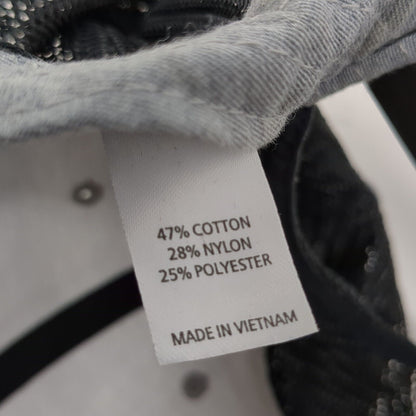 47% COTTON
28% NYLON
25% POLYESTER
MADE IN VIETNAM